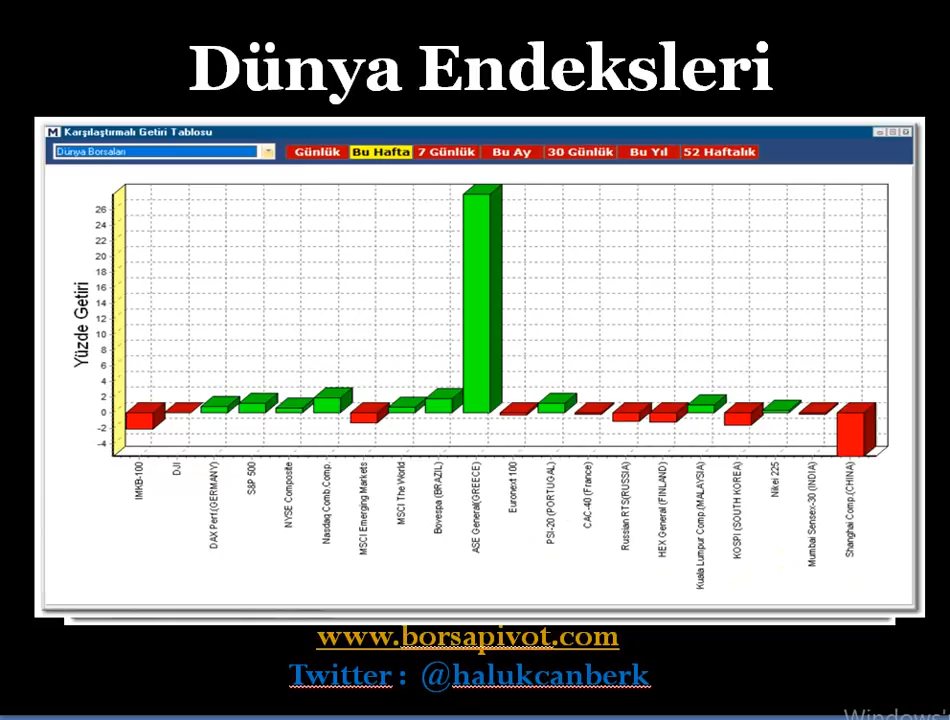 Dünya Endeksleri
M Karşılaştırmalı Getiri Tablosu
Dünya Borsaları
Günlük Bu Hafta 7 Günlük Bu Ay 30 Günlük Bu Yıl 52 Haftalık
Yüzde Getiri
26
24
22
20
18
16
14
12
10
8
6
4
2
0
-2
-4
IMKB-100
DJI
DAX Perf.(GERMANY)
S&P 500
NYSE Composite
Nasdaq Comb.Comp.
MSCI Emerging Markets
MSCI The World
Bovespa (BRAZIL)
ASE General(GREECE)
Euronext 100
PSI-20 (PORTUGAL)
CAC-40 (France)
Russian RTS(RUSSIA)
HEX General (FINLAND)
Kuala Lumpur Comp.(MALAYSIA)
KOSPI (SOUTH KOREA)
Nikei 225
Mumbai Sensex-30 (INDIA)
Shanghai Comp.(CHINA)
www.borsapivot.com
Twitter : @halukcanberk